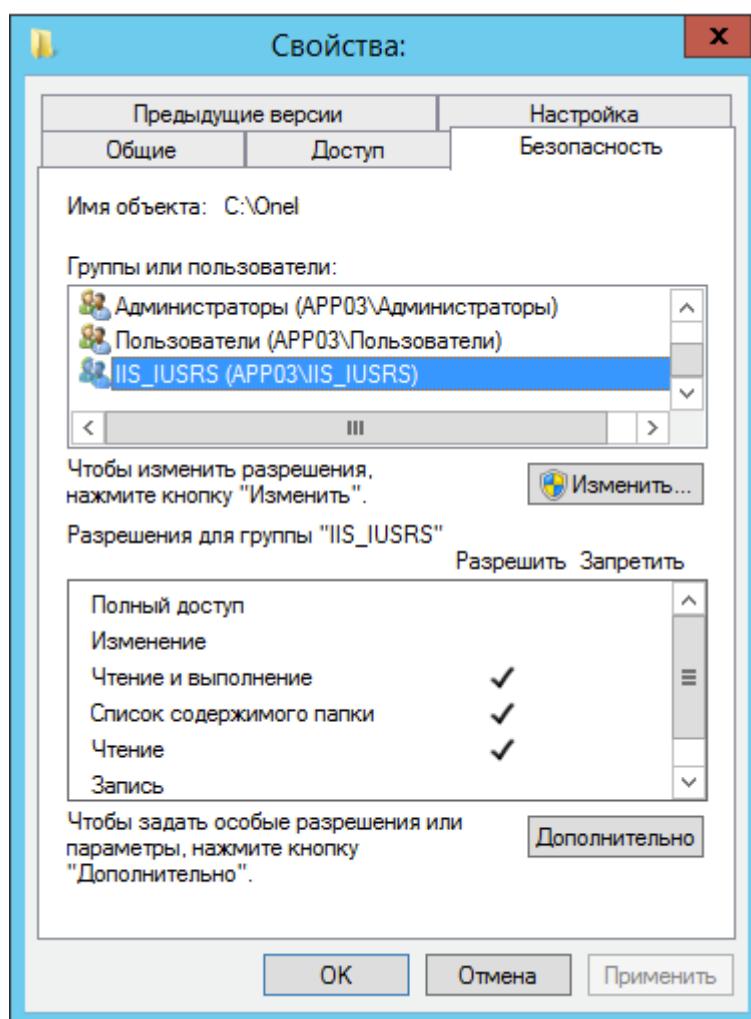 Свойства:
Предыдущие версии
Настройка
Общие
Доступ
Безопасность
Имя объекта: C:\Onel
Группы или пользователи:
Администраторы (APP03\Администраторы)
Пользователи (APP03\Пользователи)
IIS_IUSRS (APP03\IIS_IUSRS)
Чтобы изменить разрешения,
нажмите кнопку "Изменить".
Изменить...
Разрешения для группы "IIS_IUSRS"
Разрешить Запретить
Полный доступ
Изменение
Чтение и выполнение
Список содержимого папки
Чтение
Запись
Чтобы задать особые разрешения или
параметры, нажмите кнопку
"Дополнительно".
Дополнительно
OK
Отмена
Применить